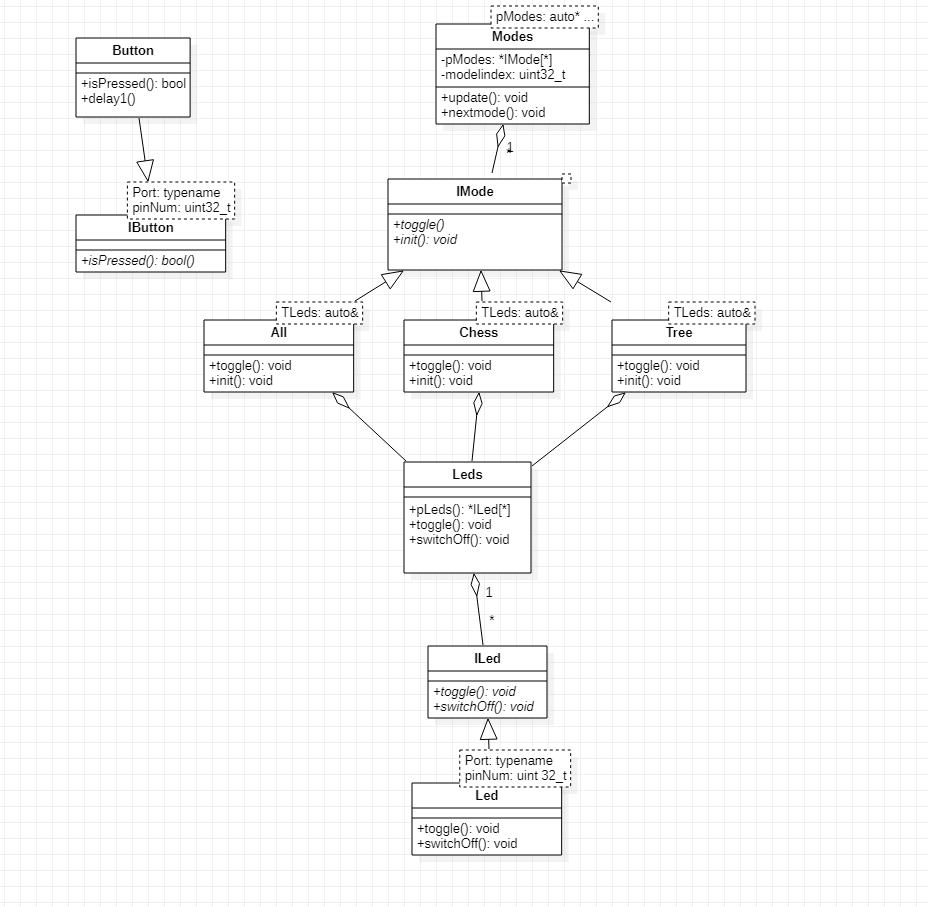 Button
+isPressed(): bool
+delay1()
Port: typename
pinNum: uint32_t
IButton
+isPressed(): bool()
pModes: auto* ...
Modes
-pModes: *IMode[*]
-modelindex: uint32_t
+update(): void
+nextmode(): void
1
*
IMode
+toggle()
+init(): void
TLeds: auto&
All
+toggle(): void
+init(): void
TLeds: auto&
Chess
+toggle(): void
+init(): void
TLeds: auto&
Tree
+toggle(): void
+init(): void
Leds
+pLeds(): *ILed[*]
+toggle(): void
+switchOff(): void
1
*
ILed
+toggle(): void
+switchOff(): void
Port: typename
pinNum: uint 32_t
Led
+toggle(): void
+switchOff(): void